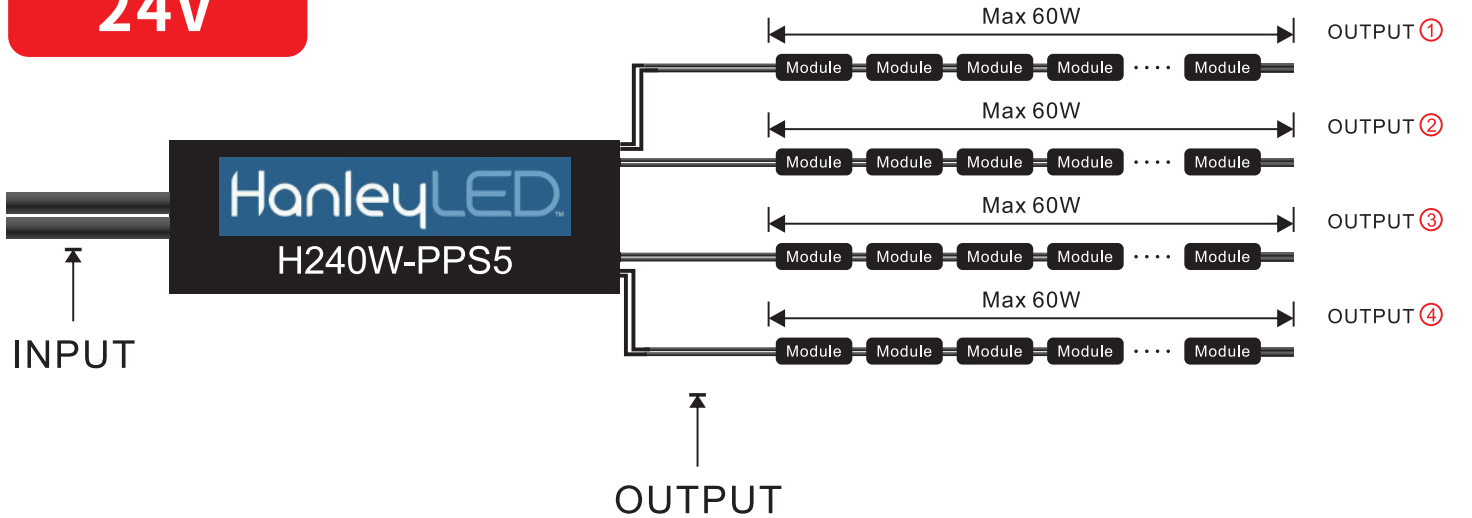 24V
Max 60W
OUTPUT ①
Module Module Module Module ···· Module
Max 60W
OUTPUT ②
Module Module Module Module ···· Module
Max 60W
OUTPUT ③
Module Module Module Module ···· Module
Max 60W
OUTPUT ④
Module Module Module Module ···· Module
HanleyLED™
H240W-PPS5
INPUT
OUTPUT